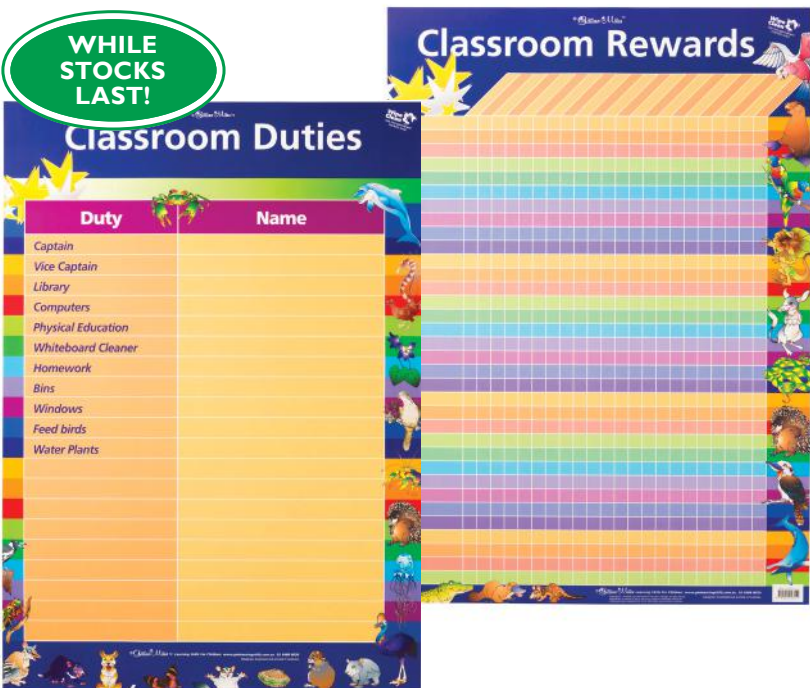 WHILE
STOCKS
LAST!
Classroom Rewards
Classroom Duties
Duty Name
Captain
Vice Captain
Library
Computers
Physical Education
Whiteboard Cleaner
Homework
Bins
Windows
Feed birds
Water Plants